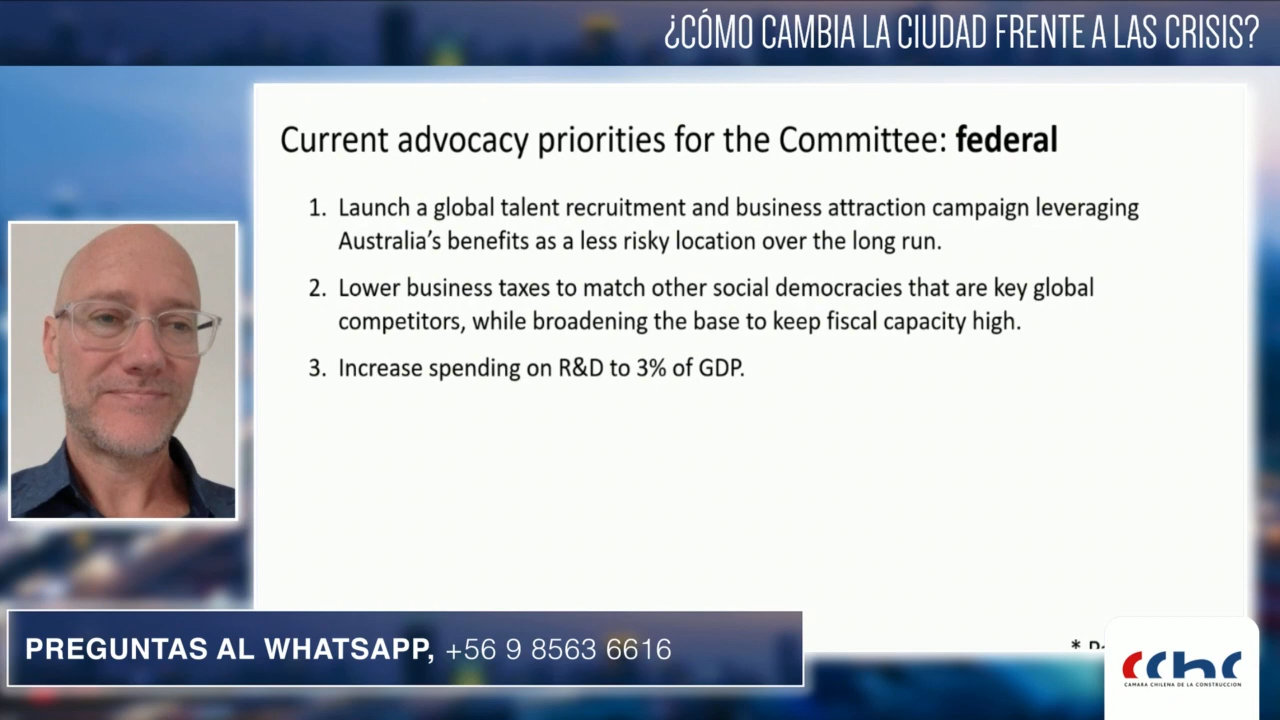 ¿CÓMO CAMBIA LA CIUDAD FRENTE A LAS CRISIS?
Current advocacy priorities for the Committee: federal
1. Launch a global talent recruitment and business attraction campaign leveraging
Australia's benefits as a less risky location over the long run.
2. Lower business taxes to match other social democracies that are key global
competitors, while broadening the base to keep fiscal capacity high.
3. Increase spending on R&D to 3% of GDP.
PREGUNTAS AL WHATSAPP, +56 9 8563 6616
*
cchc
CAMARA CHILENA DE LA CONSTRUCCION